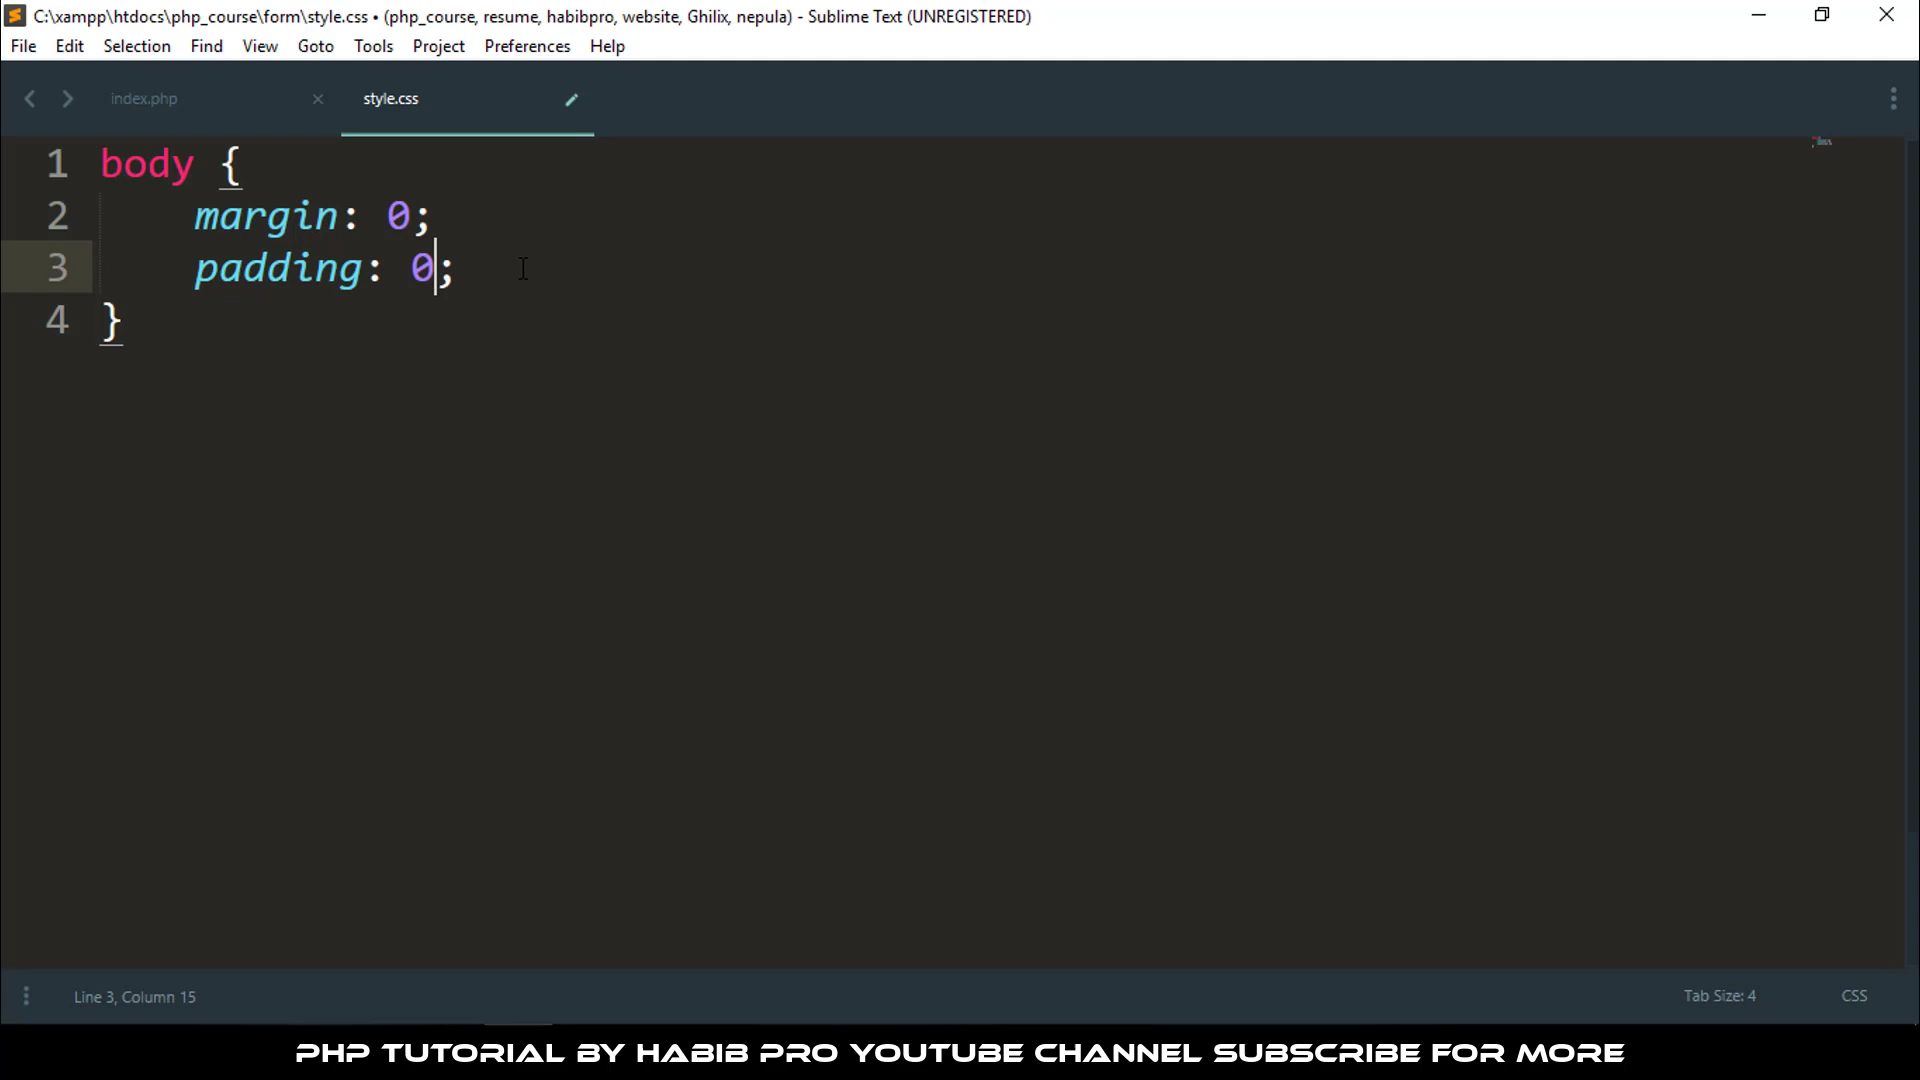 C:\xampp\htdocs\php_course\form\style.css • (php_course, resume, habibpro, website, Ghilix, nepula) - Sublime Text (UNREGISTERED)
File Edit Selection Find View Goto Tools Project Preferences Help
index.php style.css
1 body {
2 margin: 0;
3 padding: 0;
4 }
Line 3, Column 15 Tab Size: 4 CSS
PHP TUTORIAL BY HABIB PRO YOUTUBE CHANNEL SUBSCRIBE FOR MORE